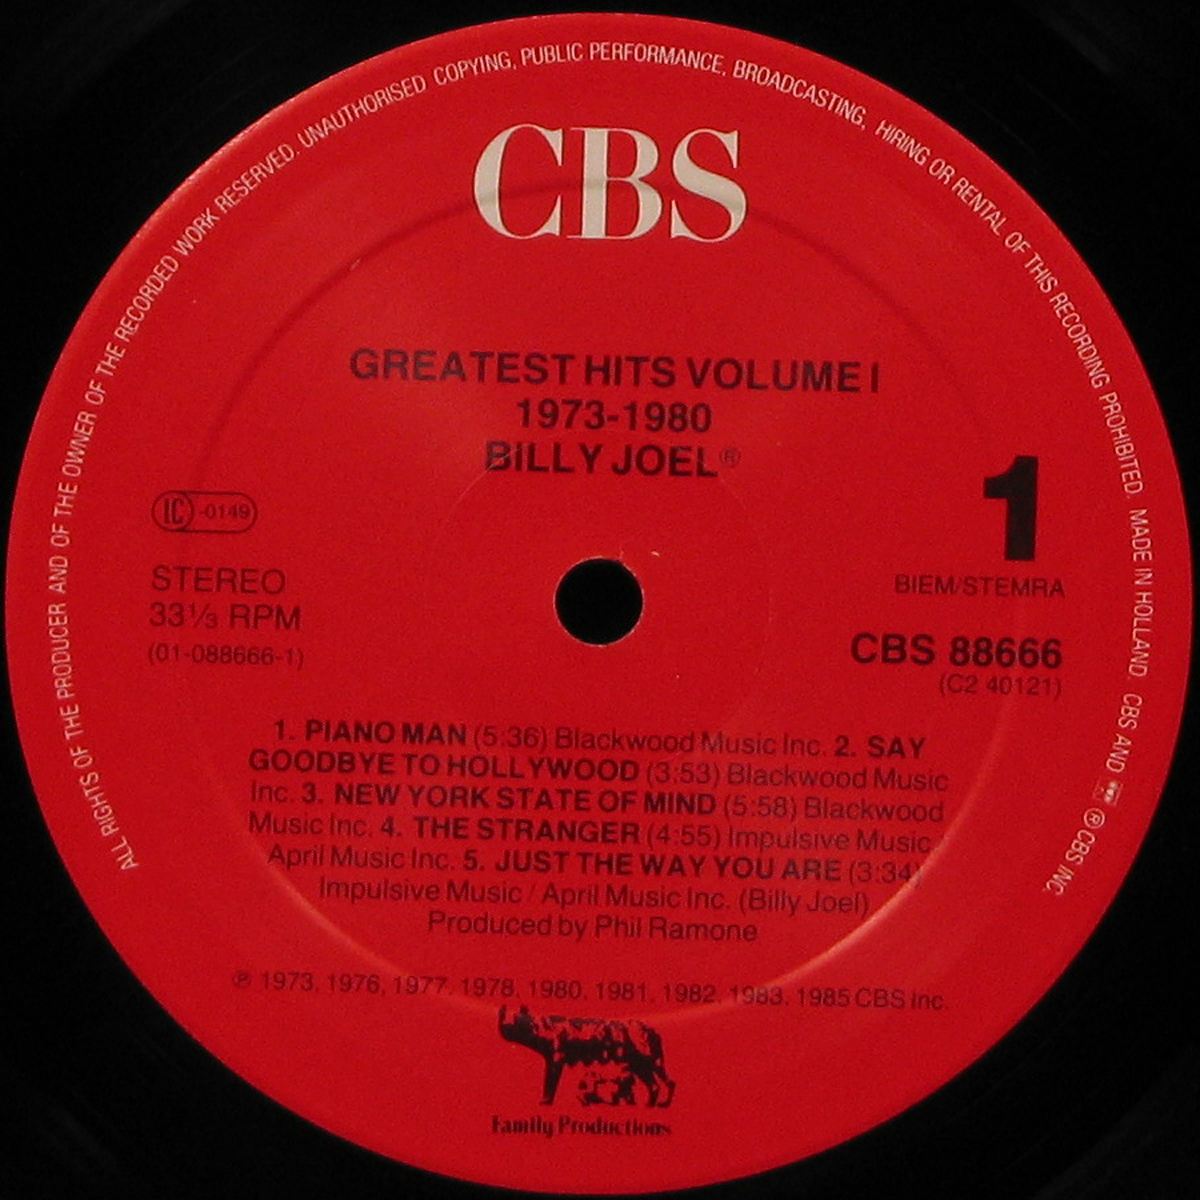 ALL RIGHTS OF THE PRODUCER AND OF THE OWNER OF THE RECORDED WORK RESERVED. UNAUTHORISED COPYING, PUBLIC PERFORMANCE, BROADCASTING, HIRING OR RENTAL OF THIS RECORDING PROHIBITED. MADE IN HOLLAND. CBS AND ® CBS INC.
CBS
GREATEST HITS VOLUME I
1973-1980
BILLY JOEL®
1
IC -0149
STEREO
33⅓ RPM
(01-088666-1)
BIEM/STEMRA
CBS 88666
(C2 40121)
1. PIANO MAN (5:36) Blackwood Music Inc. 2. SAY
GOODBYE TO HOLLYWOOD (3:53) Blackwood Music
Inc. 3. NEW YORK STATE OF MIND (5:58) Blackwood
Music Inc. 4. THE STRANGER (4:55) Impulsive Music
April Music Inc. 5. JUST THE WAY YOU ARE (3:34)
Impulsive Music / April Music Inc. (Billy Joel)
Produced by Phil Ramone
℗ 1973, 1976, 1977, 1978, 1980, 1981, 1982, 1983, 1985 CBS Inc.
Family Productions